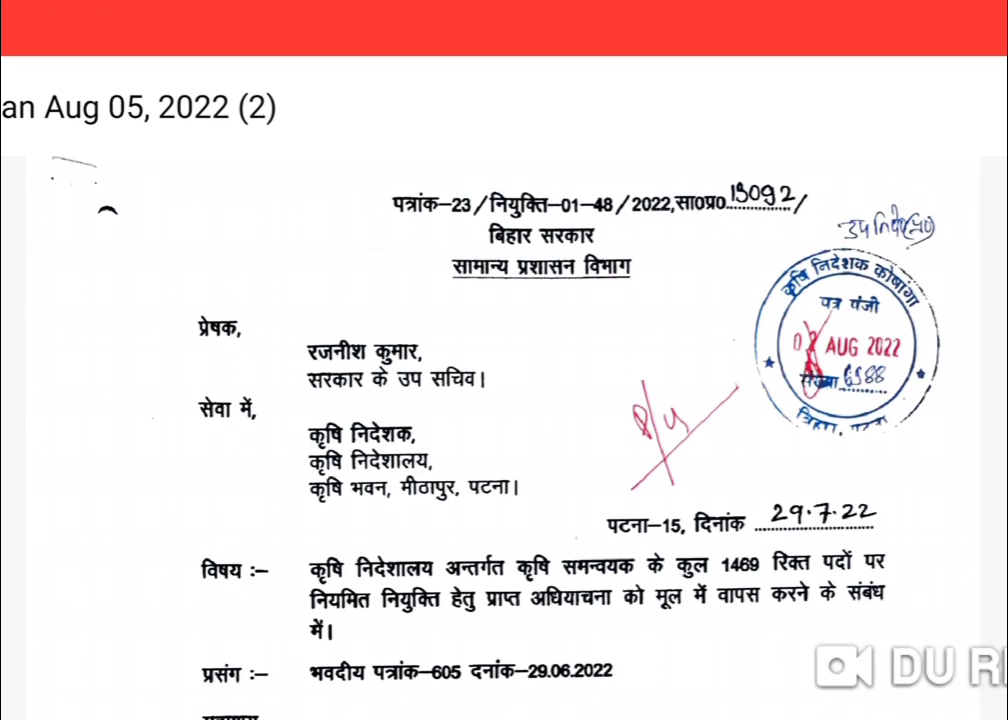 an Aug 05, 2022 (2)
पत्रांक–23/नियुक्ति–01–48/2022,सा0प्र0.13092/
बिहार सरकार
सामान्य प्रशासन विभाग
कृषि निदेशक कोषांग
पत्र पंजी
AUG 2022
संख्या 6588
प्रेषक,
रजनीश कुमार,
सरकार के उप सचिव।
सेवा में,
कृषि निदेशक,
कृषि निदेशालय,
कृषि भवन, मीठापुर, पटना।
पटना–15, दिनांक 29.7.22
विषय :– कृषि निदेशालय अन्तर्गत कृषि समन्वयक के कुल 1469 रिक्त पदों पर
नियमित नियुक्ति हेतु प्राप्त अधियाचना को मूल में वापस करने के संबंध
में।
प्रसंग :– भवदीय पत्रांक–605 दनांक–29.06.2022
DU R